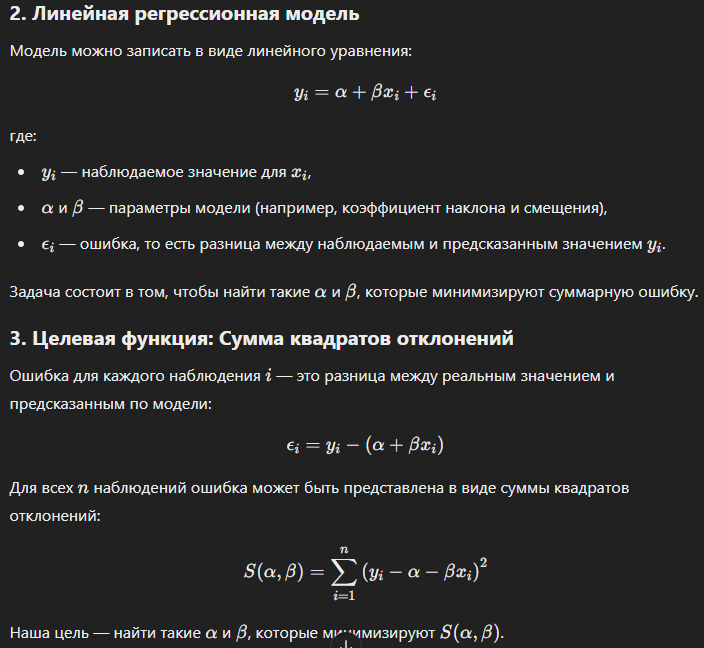 2. Линейная регрессионная модель
Модель можно записать в виде линейного уравнения:
yᵢ = α + βxᵢ + ϵᵢ
где:
• yᵢ — наблюдаемое значение для xᵢ,
• α и β — параметры модели (например, коэффициент наклона и смещения),
• ϵᵢ — ошибка, то есть разница между наблюдаемым и предсказанным значением yᵢ.
Задача состоит в том, чтобы найти такие α и β, которые минимизируют суммарную ошибку.
3. Целевая функция: Сумма квадратов отклонений
Ошибка для каждого наблюдения i — это разница между реальным значением и
предсказанным по модели:
ϵᵢ = yᵢ − (α + βxᵢ)
Для всех n наблюдений ошибка может быть представлена в виде суммы квадратов
отклонений:
S(α, β) = ∑ᵢ₌₁ⁿ (yᵢ − α − βxᵢ)²
Наша цель — найти такие α и β, которые минимизируют S(α, β).